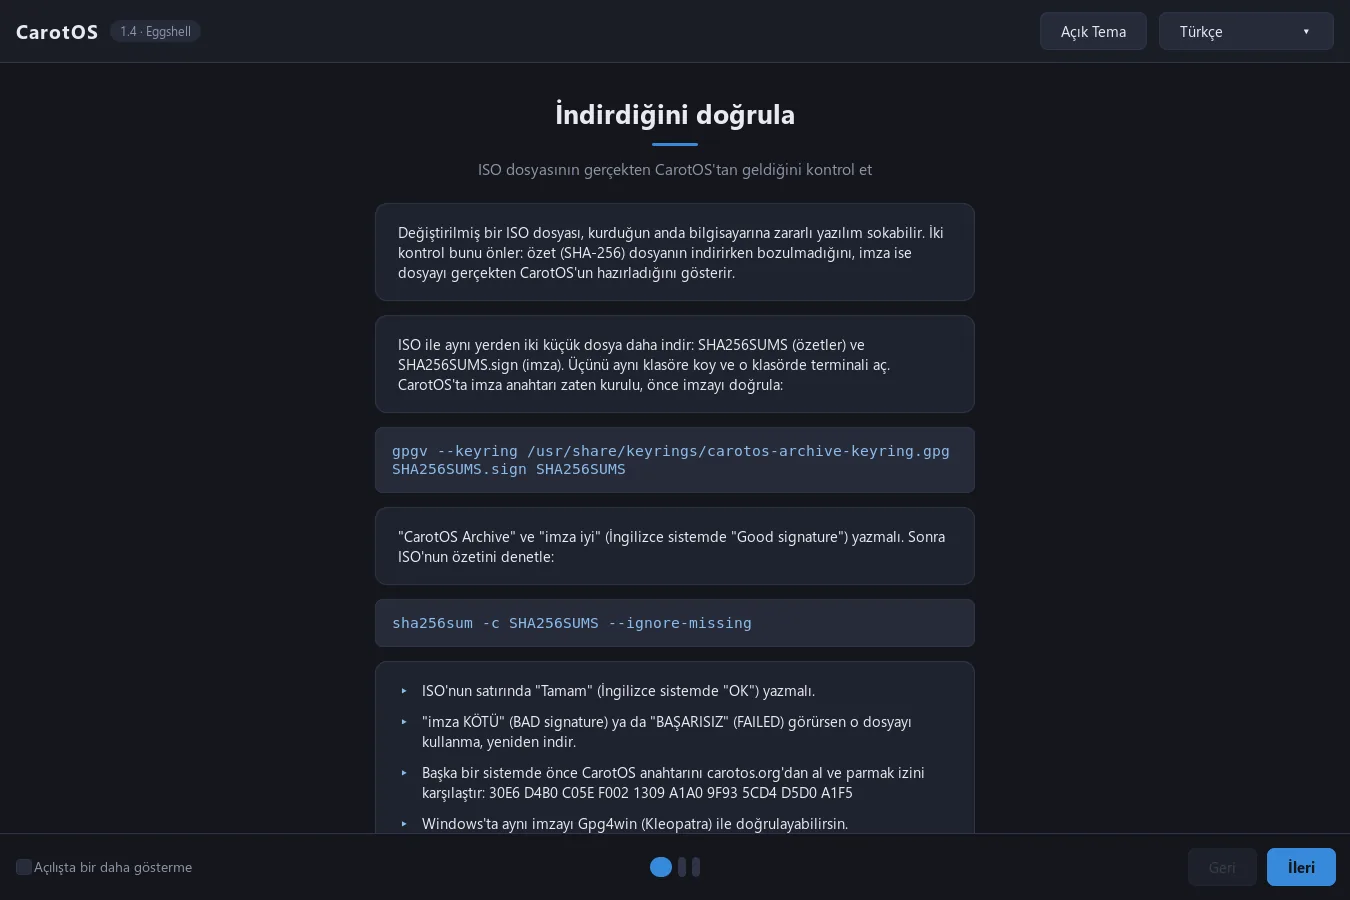 CarotOS
1.4 · Eggshell
Açık Tema
Türkçe
İndirdiğini doğrula
ISO dosyasının gerçekten CarotOS'tan geldiğini kontrol et
Değiştirilmiş bir ISO dosyası, kurduğun anda bilgisayarına zararlı yazılım sokabilir. İki
kontrol bunu önler: özet (SHA-256) dosyanın indirirken bozulmadığını, imza ise
dosyayı gerçekten CarotOS'un hazırladığını gösterir.
ISO ile aynı yerden iki küçük dosya daha indir: SHA256SUMS (özetler) ve
SHA256SUMS.sign (imza). Üçünü aynı klasöre koy ve o klasörde terminali aç.
CarotOS'ta imza anahtarı zaten kurulu, önce imzayı doğrula:
gpgv --keyring /usr/share/keyrings/carotos-archive-keyring.gpg
SHA256SUMS.sign SHA256SUMS
"CarotOS Archive" ve "imza iyi" (İngilizce sistemde "Good signature") yazmalı. Sonra
ISO'nun özetini denetle:
sha256sum -c SHA256SUMS --ignore-missing
ISO'nun satırında "Tamam" (İngilizce sistemde "OK") yazmalı.
"imza KÖTÜ" (BAD signature) ya da "BAŞARISIZ" (FAILED) görürsen o dosyayı
kullanma, yeniden indir.
Başka bir sistemde önce CarotOS anahtarını carotos.org'dan al ve parmak izini
karşılaştır: 30E6 D4B0 C05E F002 1309 A1A0 9F93 5CD4 D5D0 A1F5
Windows'ta aynı imzayı Gpg4win (Kleopatra) ile doğrulayabilirsin.
Açılışta bir daha gösterme
Geri
İleri